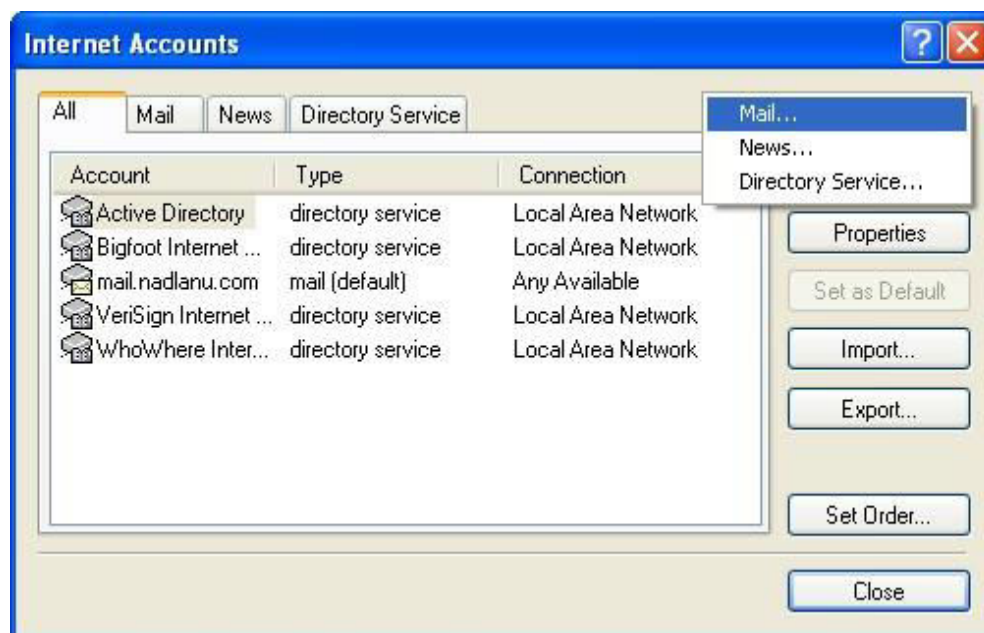 Internet Accounts
All Mail News Directory Service
Mail...
News...
Directory Service...
Account Type Connection
Active Directory directory service Local Area Network
Bigfoot Internet ... directory service Local Area Network
mail.nadlanu.com mail (default) Any Available
VeriSign Internet ... directory service Local Area Network
WhoWhere Inter... directory service Local Area Network
Properties
Set as Default
Import...
Export...
Set Order...
Close